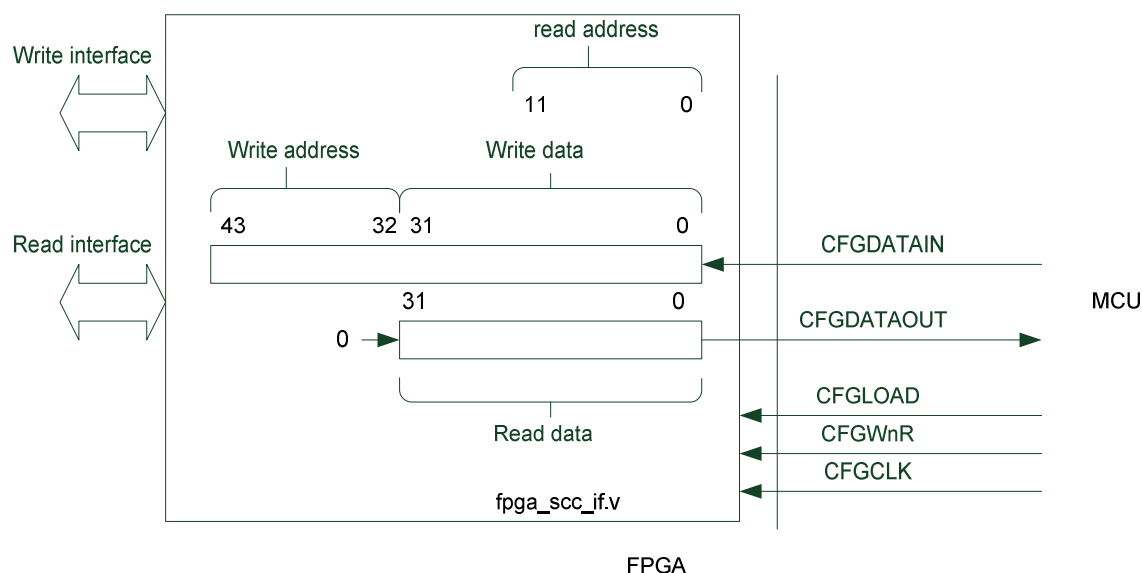 read address
Write interface
11 0
Write address Write data
43 32 31 0
Read interface
CFGDATAIN
31 0
MCU
CFGDATAOUT
0
CFGLOAD
Read data
CFGWnR
CFGCLK
fpga_scc_if.v
FPGA